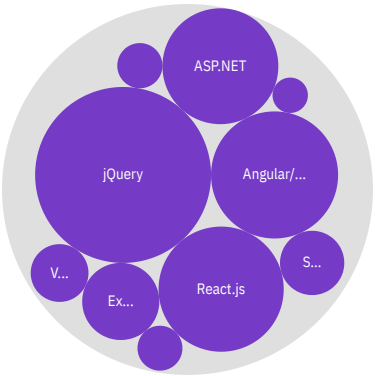 ASP.NET
jQuery
Angular/...
V...
S...
Ex...
React.js